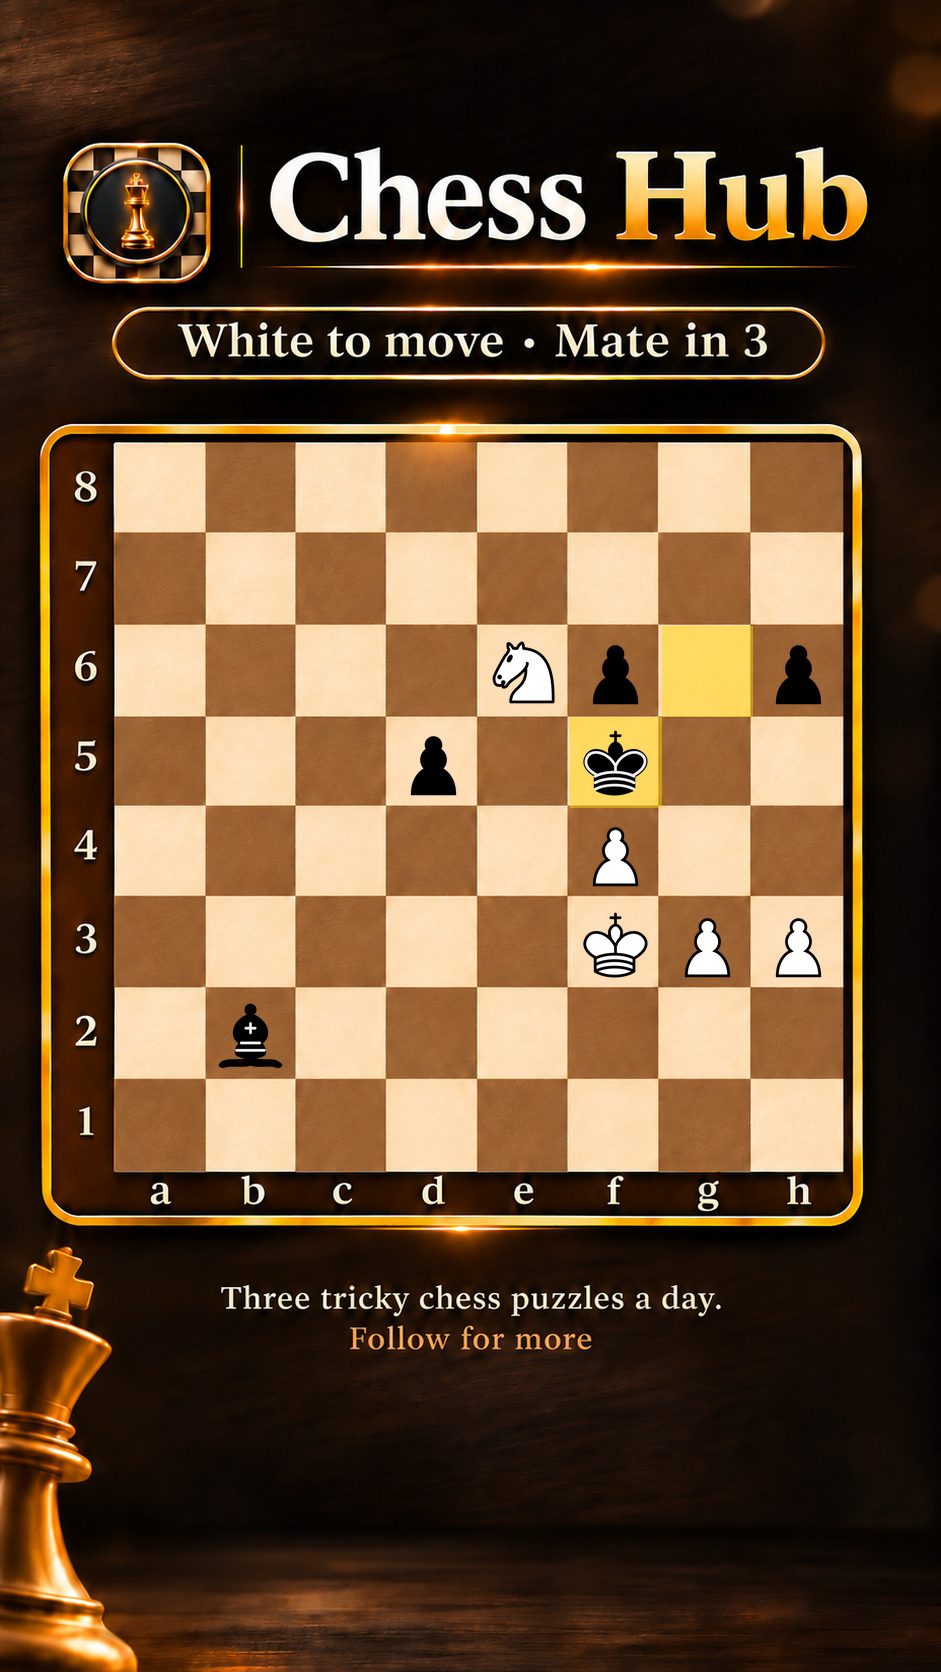 Chess Hub
White to move • Mate in 3
8
7
6
5
4
3
2
1
a b c d e f g h
Three tricky chess puzzles a day.
Follow for more